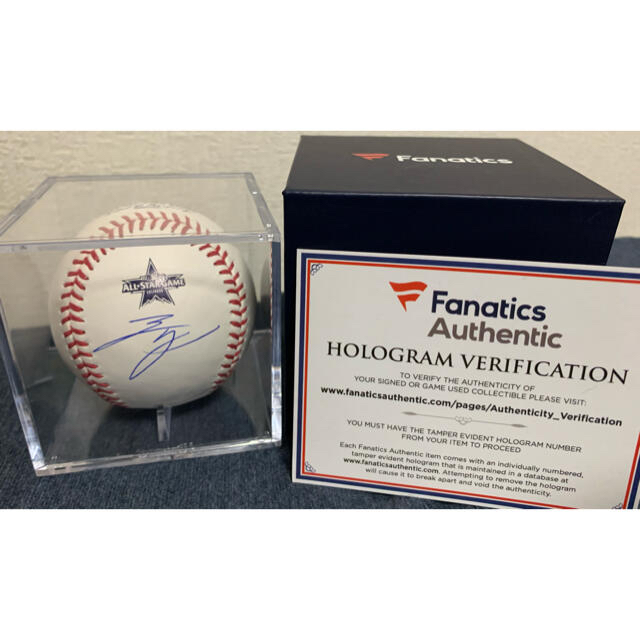 ALL-STAR GAME
Fanatics
Fanatics
Authentic
HOLOGRAM VERIFICATION
TO VERIFY THE AUTHENTICITY OF
YOUR SIGNED OR GAME USED COLLECTIBLE PLEASE VISIT:
www.fanaticsauthentic.com/pages/Authenticity_Verification
YOU MUST HAVE THE TAMPER EVIDENT HOLOGRAM NUMBER
FROM YOUR ITEM TO PROCEED
Each Fanatics Authentic item comes with an individually numbered,
tamper evident hologram that is maintained in a database at
www.fanaticsauthentic.com. Attempting to remove the hologram
will cause it to break apart and void the authenticity.